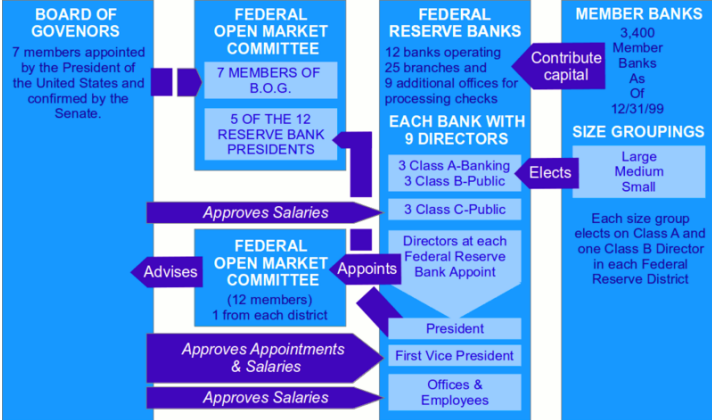 BOARD OF
GOVENORS
7 members appointed
by the President of
the United States and
confirmed by the
Senate.
FEDERAL
OPEN MARKET
COMMITTEE
7 MEMBERS OF
B.O.G.
5 OF THE 12
RESERVE BANK
PRESIDENTS
Approves Salaries
Advises
FEDERAL
OPEN MARKET
COMMITTEE
(12 members)
1 from each district
Appoints
Approves Appointments
& Salaries
Approves Salaries
FEDERAL
RESERVE BANKS
12 banks operating
25 branches and
9 additional offices for
processing checks
EACH BANK WITH
9 DIRECTORS
3 Class A-Banking
3 Class B-Public
3 Class C-Public
Directors at each
Federal Reserve
Bank Appoint
President
First Vice President
Offices &
Employees
Contribute
capital
Elects
MEMBER BANKS
3,400
Member
Banks
As
Of
12/31/99
SIZE GROUPINGS
Large
Medium
Small
Each size group
elects on Class A and
one Class B Director
in each Federal
Reserve District